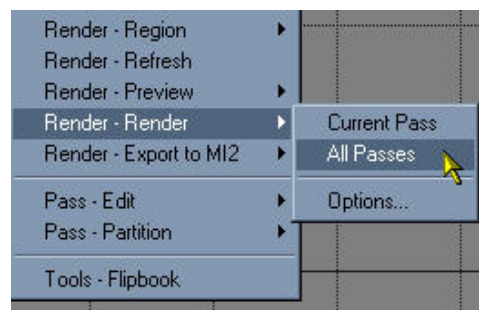 Render - Region
Render - Refresh
Render - Preview
Render - Render
Render - Export to MI2
Pass - Edit
Pass - Partition
Tools - Flipbook
Current Pass
All Passes
Options...